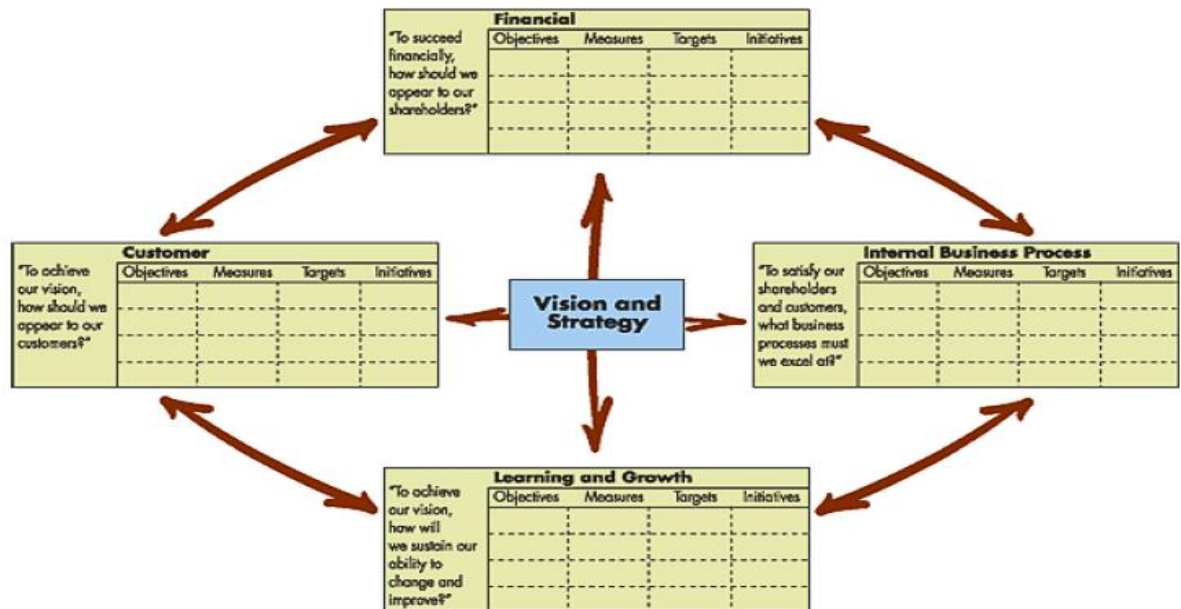 Financial
"To succeed
financially,
how should we
appear to our
shareholders?"
Objectives Measures Targets Initiatives
Customer
"To achieve
our vision,
how should we
appear to our
customers?"
Objectives Measures Targets Initiatives
Vision and
Strategy
Internal Business Process
"To satisfy our
shareholders
and customers,
what business
processes must
we excel at?"
Objectives Measures Targets Initiatives
Learning and Growth
"To achieve
our vision,
how will
we sustain our
ability to
change and
improve?"
Objectives Measures Targets Initiatives